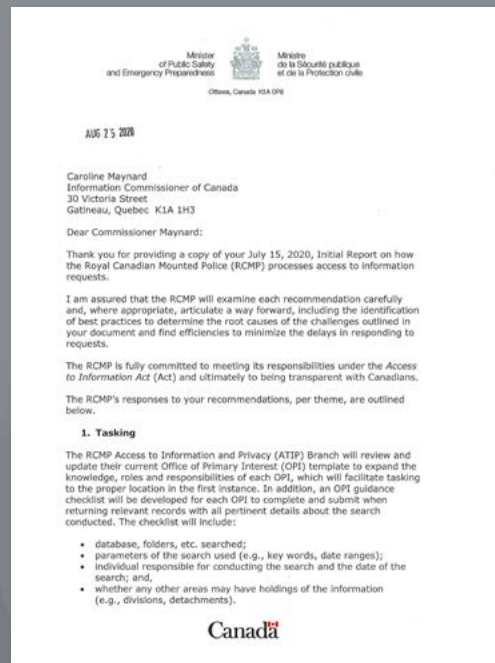 Minister
of Public Safety
and Emergency Preparedness
Ministre
de la Sécurité publique
et de la Protection civile
Ottawa, Canada K1A 0P8
AUG 25 2020
Caroline Maynard
Information Commissioner of Canada
30 Victoria Street
Gatineau, Quebec K1A 1H3
Dear Commissioner Maynard:
Thank you for providing a copy of your July 15, 2020, Initial Report on how
the Royal Canadian Mounted Police (RCMP) processes access to information
requests.
I am assured that the RCMP will examine each recommendation carefully
and, where appropriate, articulate a way forward, including the identification
of best practices to determine the root causes of the challenges outlined in
your document and find efficiencies to minimize the delays in responding to
requests.
The RCMP is fully committed to meeting its responsibilities under the Access
to Information Act (Act) and ultimately to being transparent with Canadians.
The RCMP's responses to your recommendations, per theme, are outlined
below.
1. Tasking
The RCMP Access to Information and Privacy (ATIP) Branch will review and
update their current Office of Primary Interest (OPI) template to expand the
knowledge, roles and responsibilities of each OPI, which will facilitate tasking
to the proper location in the first instance. In addition, an OPI guidance
checklist will be developed for each OPI to complete and submit when
returning relevant records with all pertinent details about the search
conducted. The checklist will include:
• database, folders, etc. searched;
• parameters of the search used (e.g., key words, date ranges);
• individual responsible for conducting the search and the date of the
search; and,
• whether any other areas may have holdings of the information
(e.g., divisions, detachments).
Canada